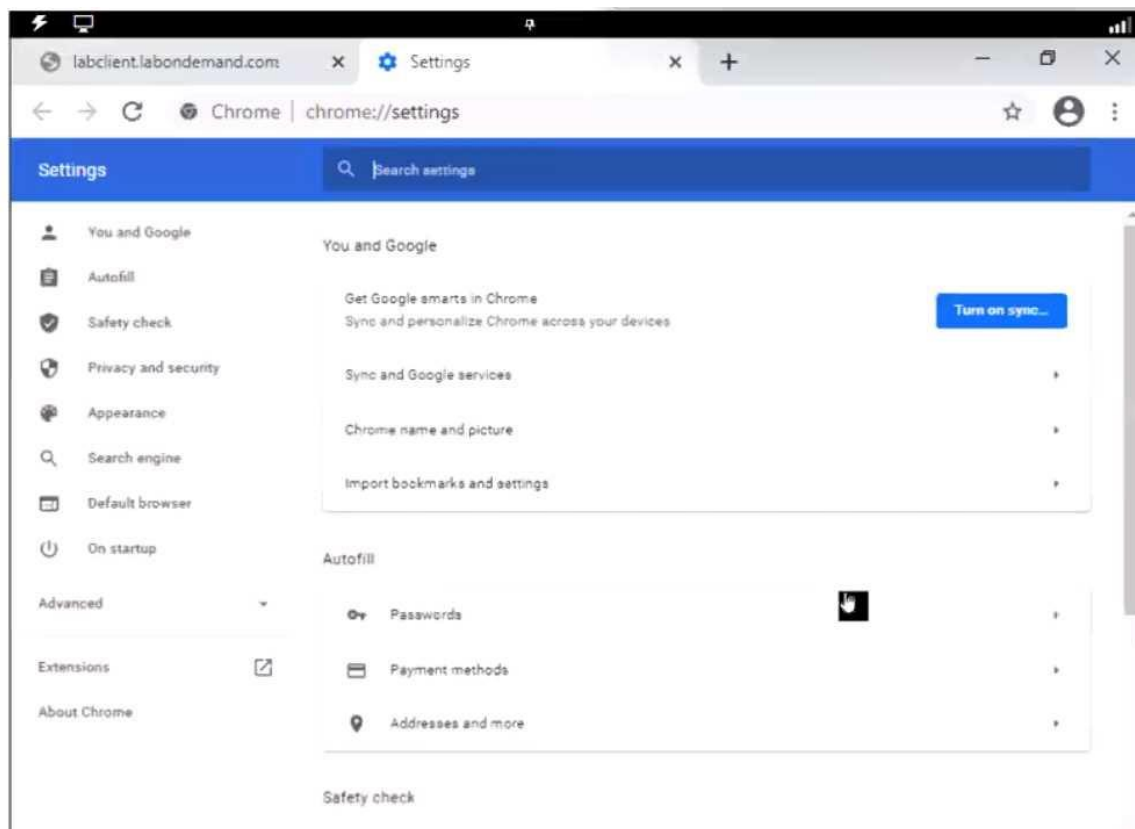 labclient.labondemand.com
Settings
Chrome | chrome://settings
Settings
Search settings
You and Google
Autofill
Safety check
Privacy and security
Appearance
Search engine
Default browser
On startup
Advanced
Extensions
About Chrome
You and Google
Get Google smarts in Chrome
Sync and personalize Chrome across your devices
Turn on sync...
Sync and Google services
Chrome name and picture
Import bookmarks and settings
Autofill
Passwords
Payment methods
Addresses and more
Safety check